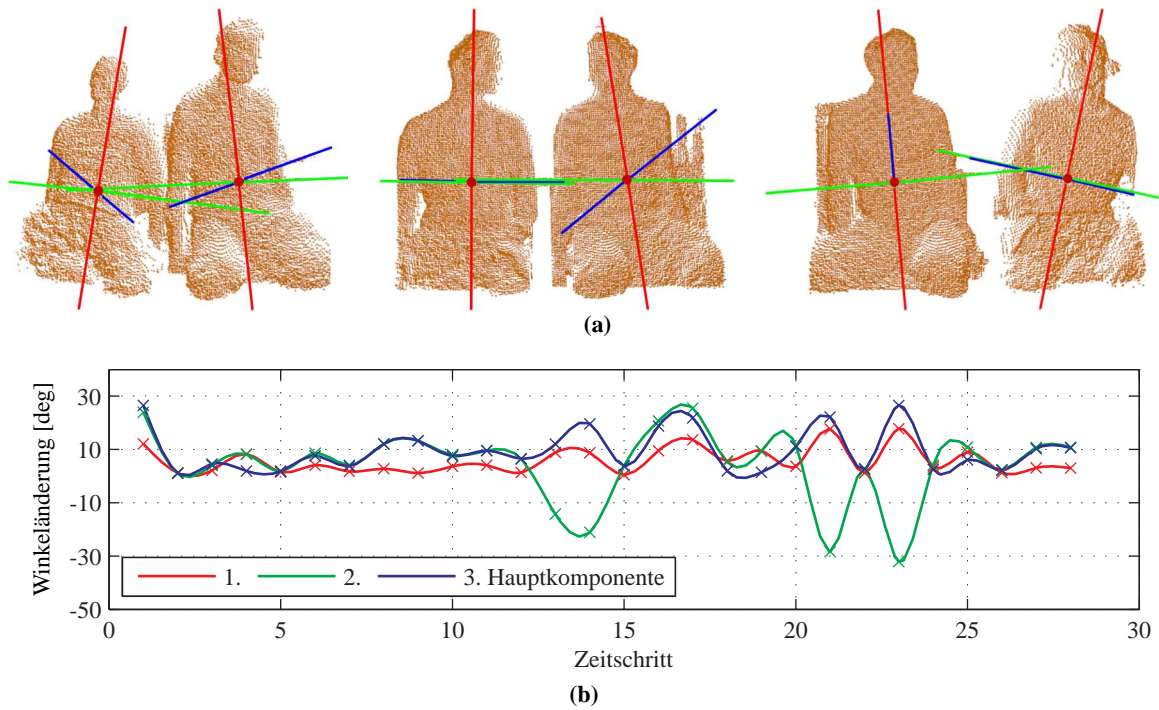 (a)
Winkeländerung [deg]
30
10
-10
-30
-50
1. 2. 3. Hauptkomponente
0 5 10 15 20 25 30
Zeitschritt
(b)